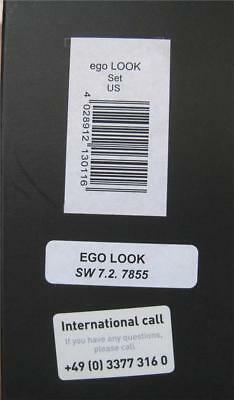 ego LOOK
Set
US
4 028912 130116
EGO LOOK
SW 7.2. 7855
International call
If you have any questions,
please call
+49 (0) 3377 316 0